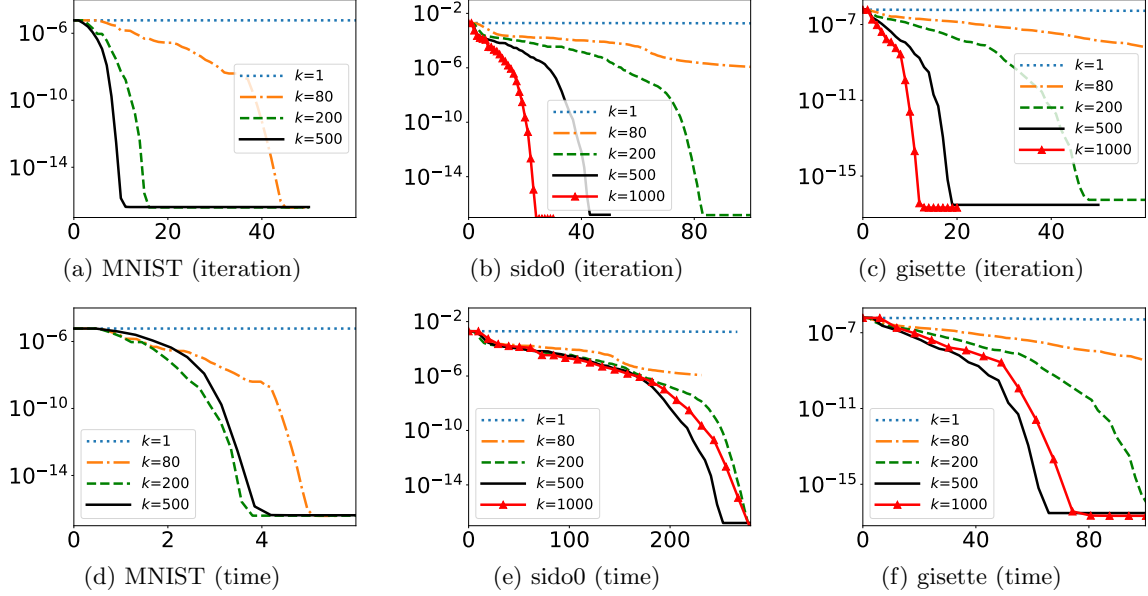 10⁻⁶
10⁻¹⁰
10⁻¹⁴
k=1
k=80
k=200
k=500
0 20 40
(a) MNIST (iteration)
10⁻²
10⁻⁶
10⁻¹⁰
10⁻¹⁴
k=1
k=80
k=200
k=500
k=1000
0 40 80
(b) sido0 (iteration)
10⁻⁷
10⁻¹¹
10⁻¹⁵
k=1
k=80
k=200
k=500
k=1000
0 20 40
(c) gisette (iteration)
10⁻⁶
10⁻¹⁰
10⁻¹⁴
k=1
k=80
k=200
k=500
0 2 4
(d) MNIST (time)
10⁻²
10⁻⁶
10⁻¹⁰
10⁻¹⁴
k=1
k=80
k=200
k=500
k=1000
0 100 200
(e) sido0 (time)
10⁻⁷
10⁻¹¹
10⁻¹⁵
k=1
k=80
k=200
k=500
k=1000
0 40 80
(f) gisette (time)